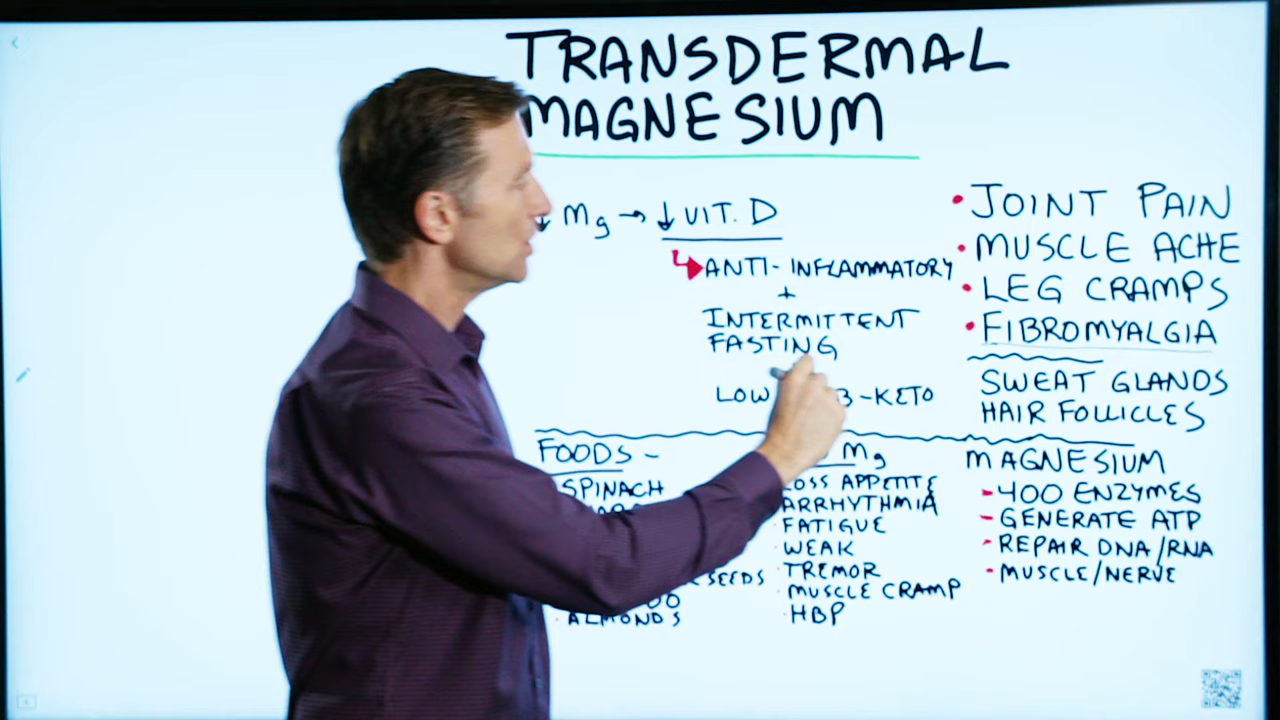 TRANSDERMAL
MAGNESIUM
↓ Mg → ↓ VIT. D
ANTI-INFLAMMATORY
+
INTERMITTENT
FASTING
LOW -KETO
• JOINT PAIN
• MUSCLE ACHE
• LEG CRAMPS
• FIBROMYALGIA
SWEAT GLANDS
HAIR FOLLICLES
FOODS -
SPINACH
SEEDS
ALMONDS
Mg
LOSS APPETITE
ARRHYTHMIA
FATIGUE
WEAK
TREMOR
MUSCLE CRAMP
HBP
MAGNESIUM
- 400 ENZYMES
- GENERATE ATP
- REPAIR DNA/RNA
- MUSCLE/NERVE